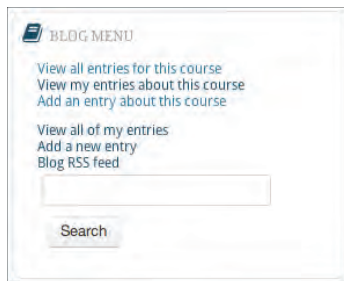 BLOG MENU
View all entries for this course
View my entries about this course
Add an entry about this course
View all of my entries
Add a new entry
Blog RSS feed
Search